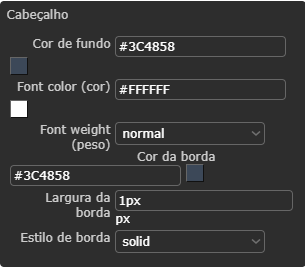 Cabeçalho
Cor de fundo #3C4858
Font color (cor) #FFFFFF
Font weight (peso) normal
Cor da borda
#3C4858
Largura da borda 1px
px
Estilo de borda solid